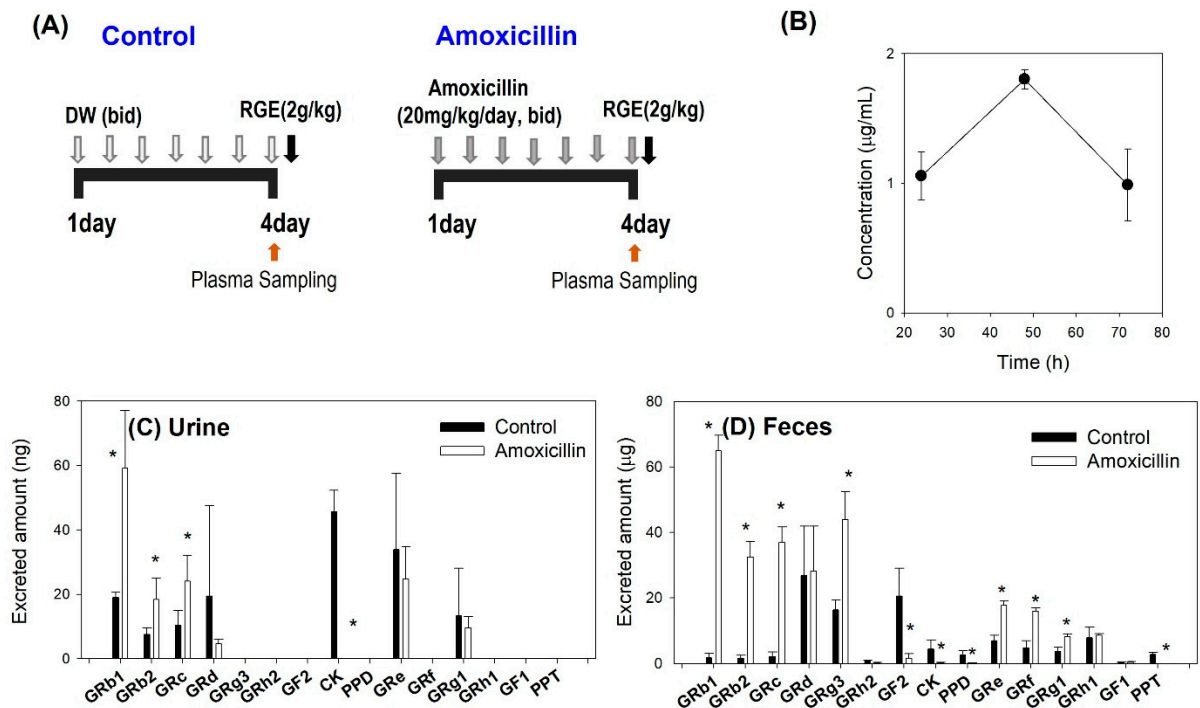 (A)
Control
DW (bid)
RGE(2g/kg)
1day
4day
Plasma Sampling
Amoxicillin
Amoxicillin
(20mg/kg/day, bid)
RGE(2g/kg)
1day
4day
Plasma Sampling
(B)
Concentration (μg/mL)
2
1
0
20 30 40 50 60 70 80
Time (h)
(C) Urine
Control
Amoxicillin
Excreted amount (ng)
80
60
40
20
0
* * * *
GRb1 GRb2 GRc GRd GRg3 GRh2 GF2 CK PPD GRe GRf GRg1 GRh1 GF1 PPT
(D) Feces
Control
Amoxicillin
Excreted amount (μg)
80
60
40
20
0
* * * * * * * * * * *
GRb1 GRb2 GRc GRd GRg3 GRh2 GF2 CK PPD GRe GRf GRg1 GRh1 GF1 PPT